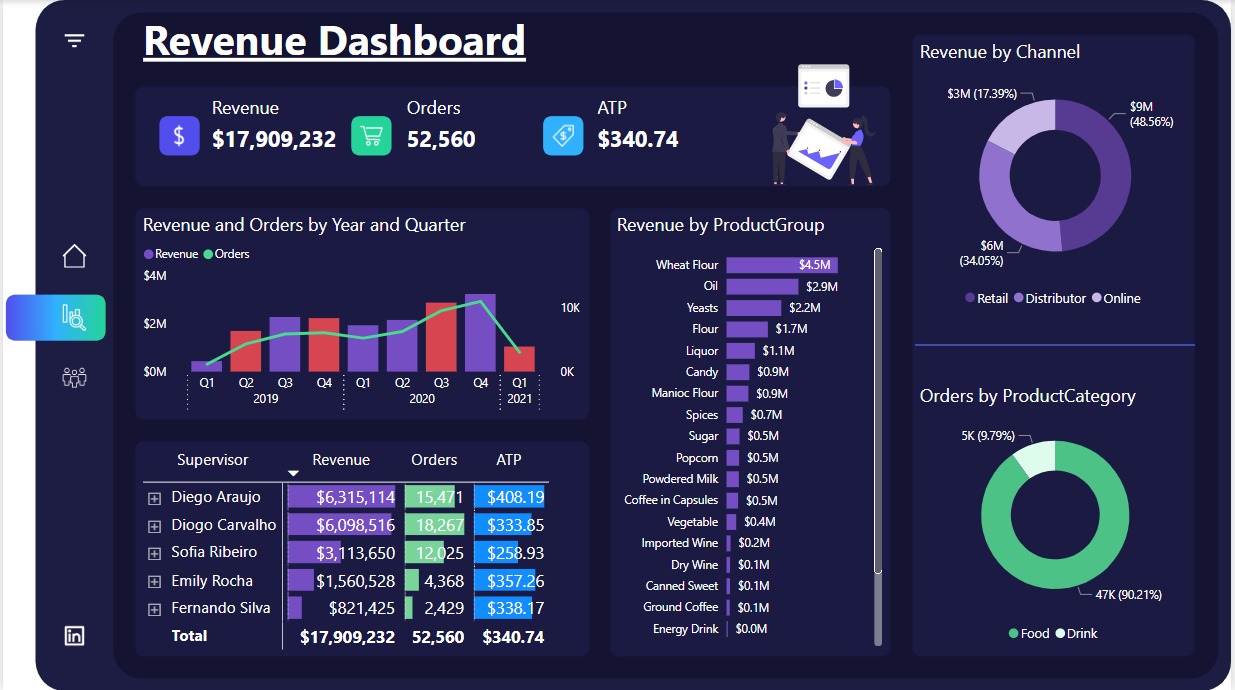 Revenue Dashboard
Revenue
$17,909,232
Orders
52,560
ATP
$340.74
Revenue and Orders by Year and Quarter
Revenue Orders
$4M
$2M
$0M
10K
0K
Q1 Q2 Q3 Q4 Q1 Q2 Q3 Q4 Q1
2019 2020 2021
Supervisor Revenue Orders ATP
Diego Araujo $6,315,114 15,471 $408.19
Diogo Carvalho $6,098,516 18,267 $333.85
Sofia Ribeiro $3,113,650 12,025 $258.93
Emily Rocha $1,560,528 4,368 $357.26
Fernando Silva $821,425 2,429 $338.17
Total $17,909,232 52,560 $340.74
Revenue by ProductGroup
Wheat Flour $4.5M
Oil $2.9M
Yeasts $2.2M
Flour $1.7M
Liquor $1.1M
Candy $0.9M
Manioc Flour $0.9M
Spices $0.7M
Sugar $0.5M
Popcorn $0.5M
Powdered Milk $0.5M
Coffee in Capsules $0.5M
Vegetable $0.4M
Imported Wine $0.2M
Dry Wine $0.1M
Canned Sweet $0.1M
Ground Coffee $0.1M
Energy Drink $0.0M
Revenue by Channel
$3M (17.39%)
$9M
(48.56%)
$6M
(34.05%)
Retail Distributor Online
Orders by ProductCategory
5K (9.79%)
47K (90.21%)
Food Drink
in